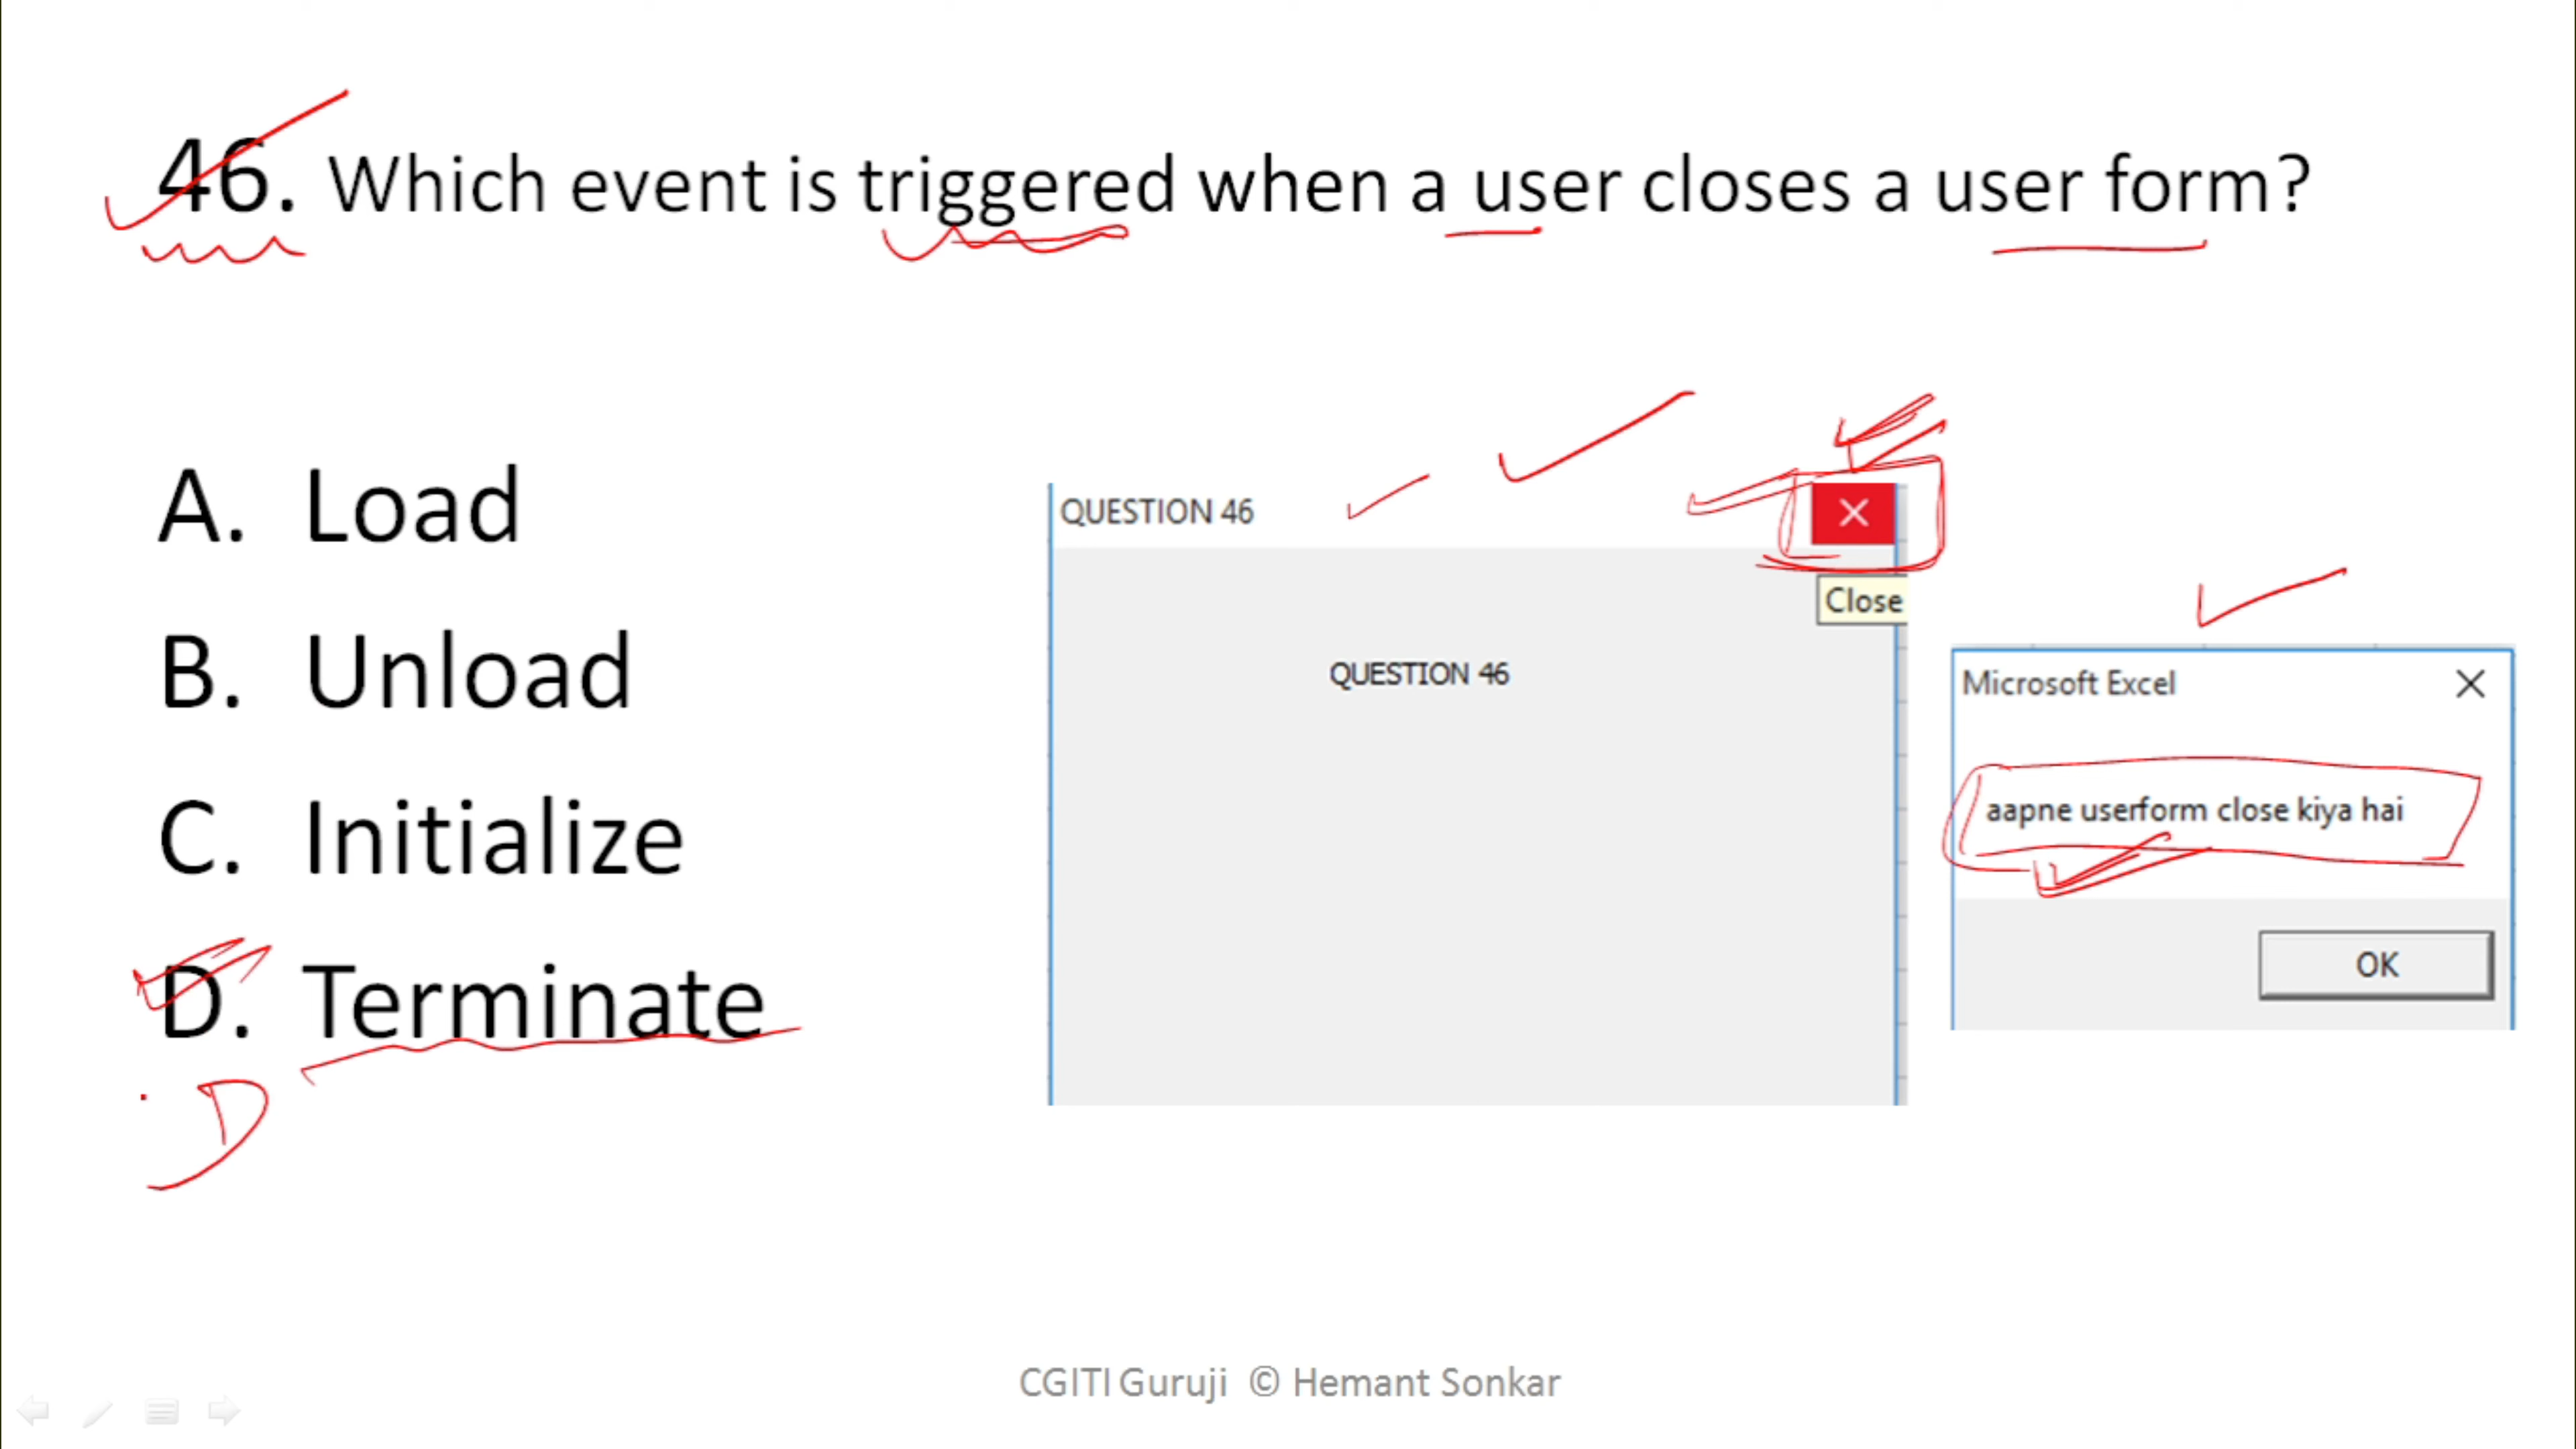 46. Which event is triggered when a user closes a user form?
A. Load
B. Unload
C. Initialize
D. Terminate
D
QUESTION 46
Close
QUESTION 46
Microsoft Excel
aapne userform close kiya hai
OK
CGITI Guruji © Hemant Sonkar